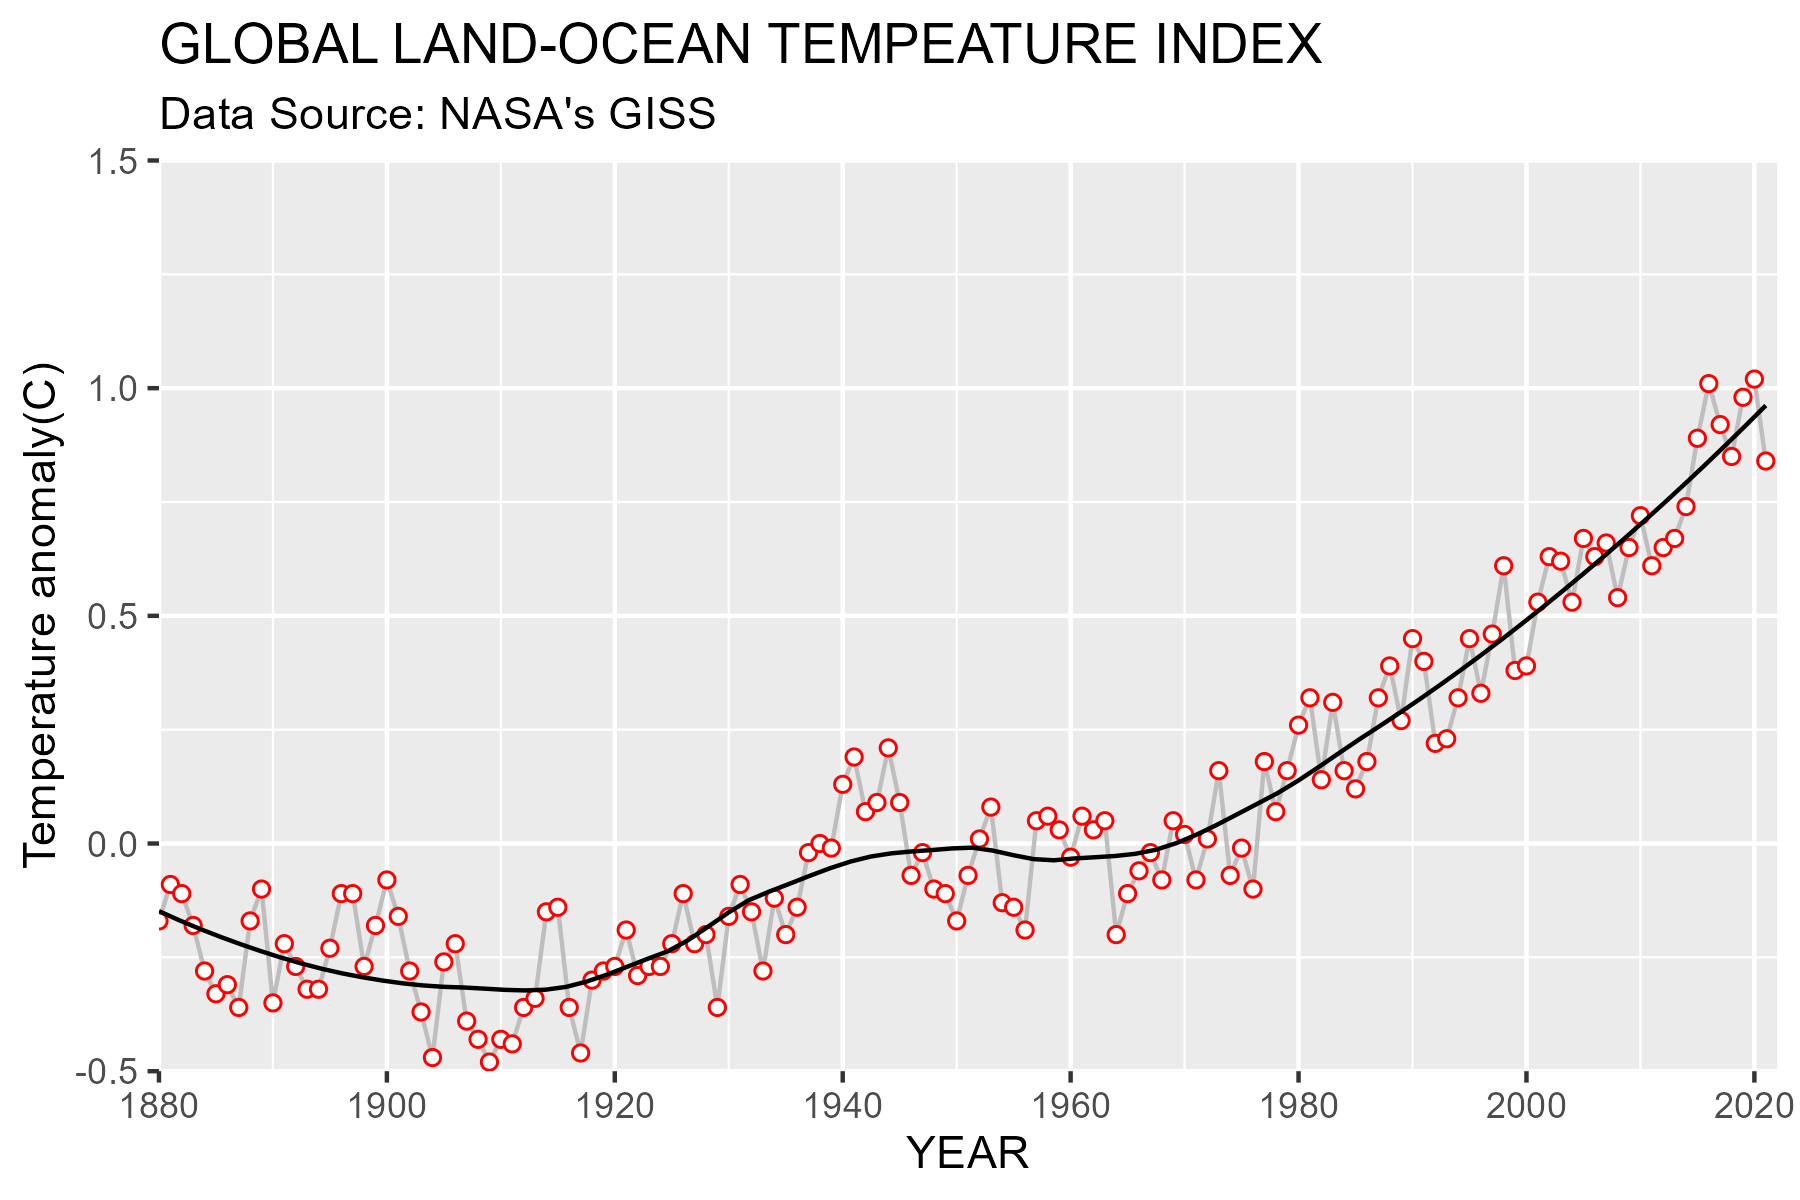 GLOBAL LAND-OCEAN TEMPEATURE INDEX
Data Source: NASA's GISS
1.5
1.0
0.5
0.0
-0.5
Temperature anomaly(C)
1880 1900 1920 1940 1960 1980 2000 2020
YEAR